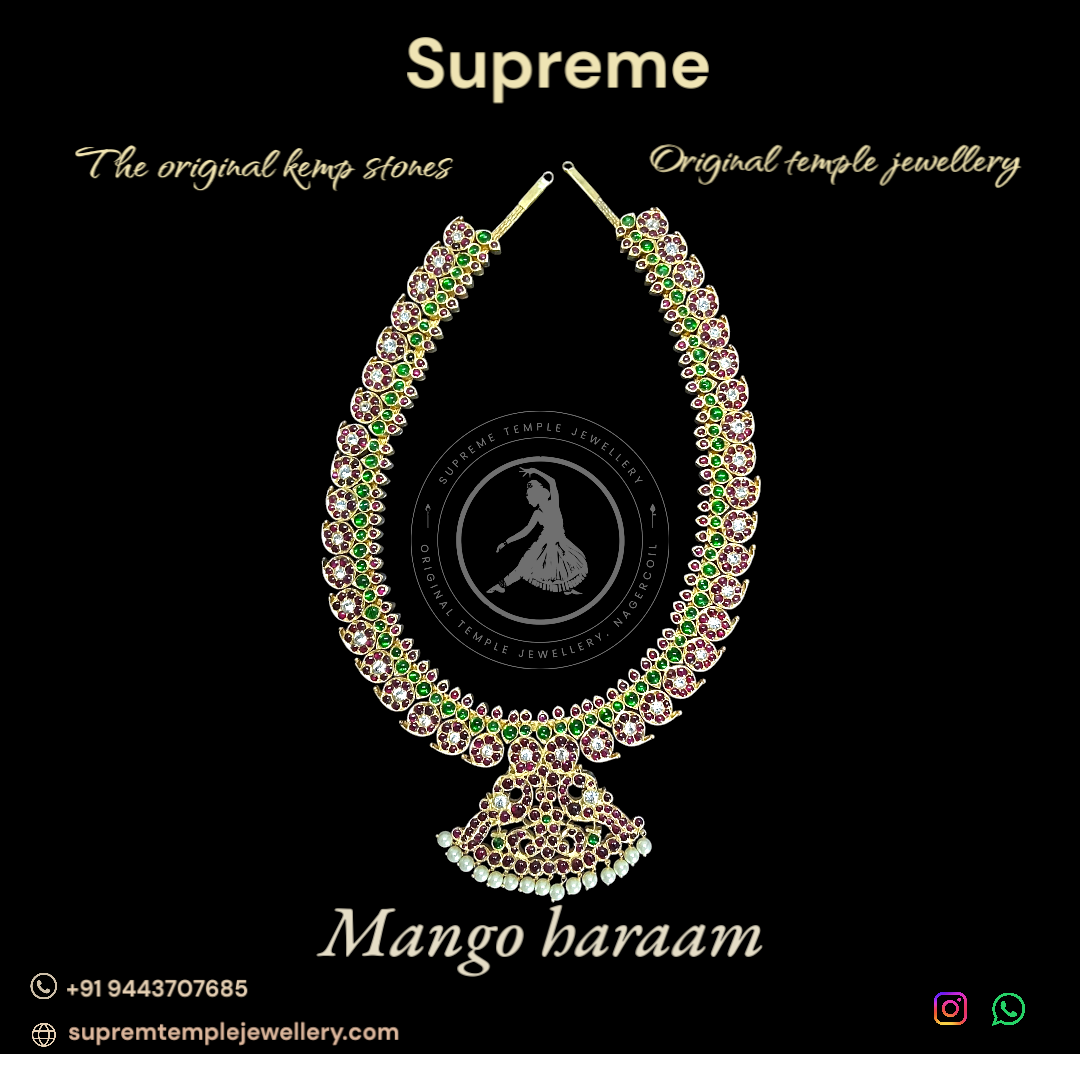 Supreme
The original kemp stones
Original temple jewellery
SUPREME TEMPLE JEWELLERY
ORIGINAL TEMPLE JEWELLERY, NAGERCOIL
Mango haraam
+91 9443707685
supremtemplejewellery.com